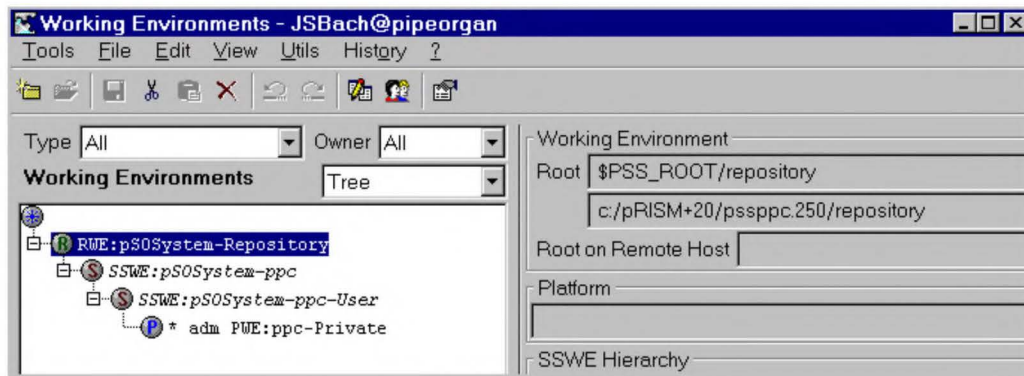 Working Environments - JSBach@pipeorgan
Tools File Edit View Utils History ?
Type All Owner All
Working Environments Tree
RWE:pSOSystem-Repository
SSWE:pSOSystem-ppc
SSWE:pSOSystem-ppc-User
* adm PWE:ppc-Private
Working Environment
Root $PSS_ROOT/repository
c:/pRISM+20/pssppc.250/repository
Root on Remote Host
Platform
SSWE Hierarchy